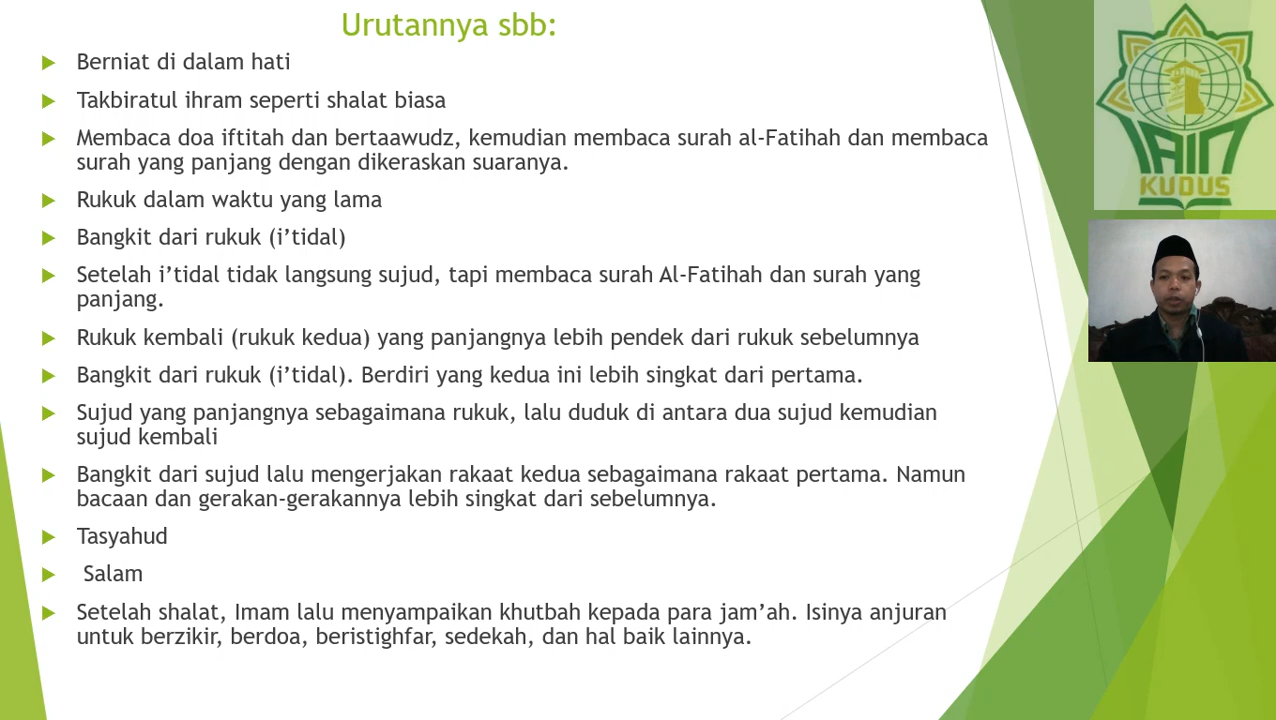 Urutannya sbb:
Berniat di dalam hati
Takbiratul ihram seperti shalat biasa
Membaca doa iftitah dan bertaawudz, kemudian membaca surah al-Fatihah dan membaca
surah yang panjang dengan dikeraskan suaranya.
Rukuk dalam waktu yang lama
Bangkit dari rukuk (i’tidal)
Setelah i’tidal tidak langsung sujud, tapi membaca surah Al-Fatihah dan surah yang
panjang.
Rukuk kembali (rukuk kedua) yang panjangnya lebih pendek dari rukuk sebelumnya
Bangkit dari rukuk (i’tidal). Berdiri yang kedua ini lebih singkat dari pertama.
Sujud yang panjangnya sebagaimana rukuk, lalu duduk di antara dua sujud kemudian
sujud kembali
Bangkit dari sujud lalu mengerjakan rakaat kedua sebagaimana rakaat pertama. Namun
bacaan dan gerakan-gerakannya lebih singkat dari sebelumnya.
Tasyahud
Salam
Setelah shalat, Imam lalu menyampaikan khutbah kepada para jam’ah. Isinya anjuran
untuk berzikir, berdoa, beristighfar, sedekah, dan hal baik lainnya.
IAIN
KUDUS